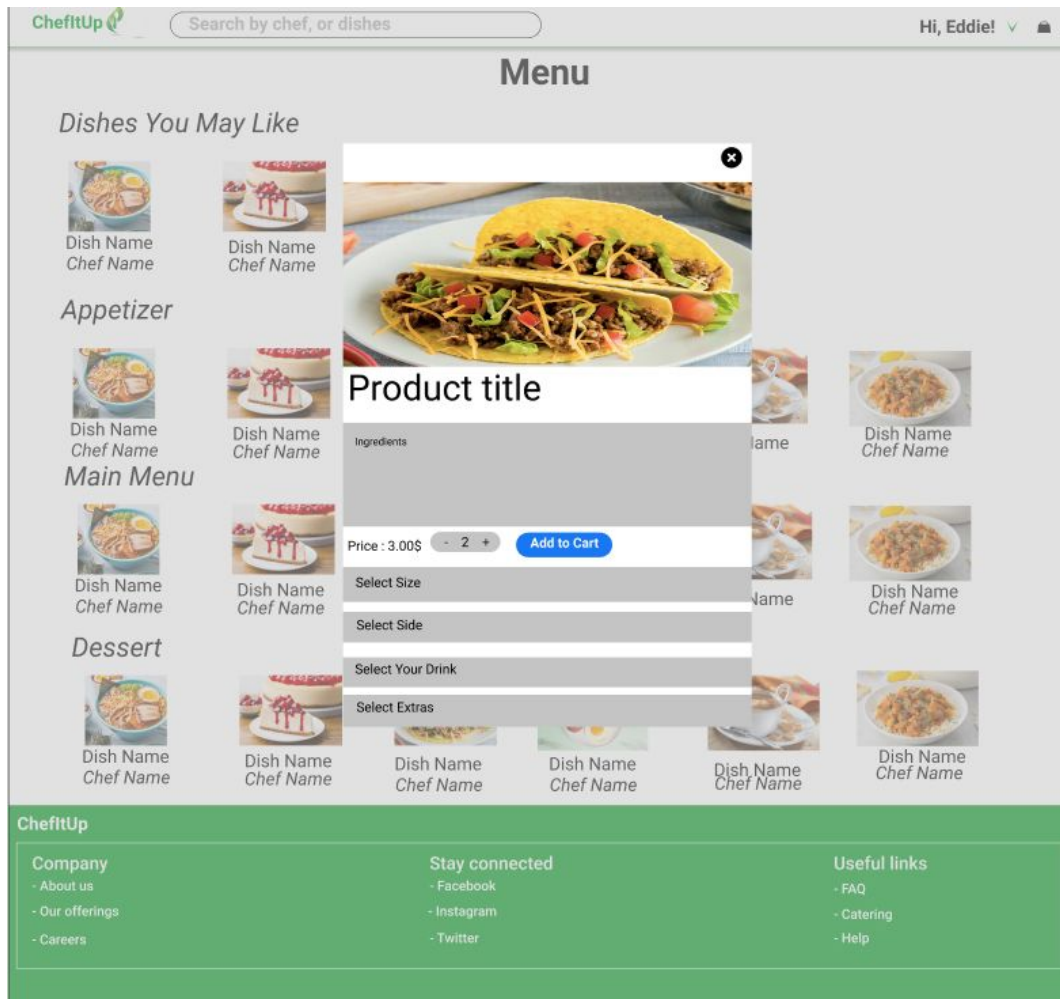 ChefItUp
Search by chef, or dishes
Hi, Eddie!
Menu
Dishes You May Like
Dish Name
Chef Name
Dish Name
Chef Name
Appetizer
Dish Name
Chef Name
Dish Name
Chef Name
Dish Name
Chef Name
Main Menu
Dish Name
Chef Name
Dish Name
Chef Name
Dish Name
Chef Name
Dessert
Dish Name
Chef Name
Dish Name
Chef Name
Dish Name
Chef Name
Dish Name
Chef Name
Dish Name
Chef Name
Dish Name
Chef Name
Product title
Ingredients
Price : 3.00$ - 2 + Add to Cart
Select Size
Select Side
Select Your Drink
Select Extras
ChefItUp
Company
- About us
- Our offerings
- Careers
Stay connected
- Facebook
- Instagram
- Twitter
Useful links
- FAQ
- Catering
- Help